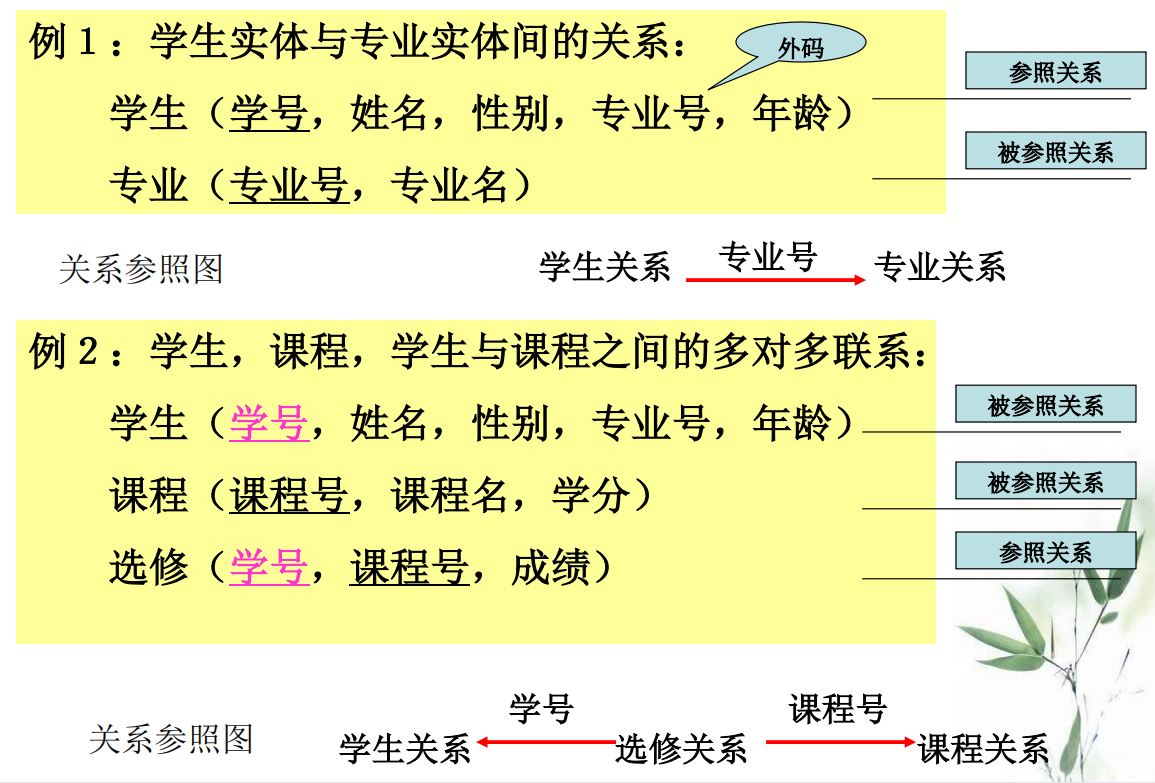 例1：学生实体与专业实体间的关系：
外码
参照关系
学生（学号，姓名，性别，专业号，年龄）
被参照关系
专业（专业号，专业名）
关系参照图
学生关系 专业号 专业关系
例2：学生，课程，学生与课程之间的多对多联系：
学生（学号，姓名，性别，专业号，年龄）
被参照关系
课程（课程号，课程名，学分）
被参照关系
选修（学号，课程号，成绩）
参照关系
学号 课程号
关系参照图
学生关系 选修关系 课程关系